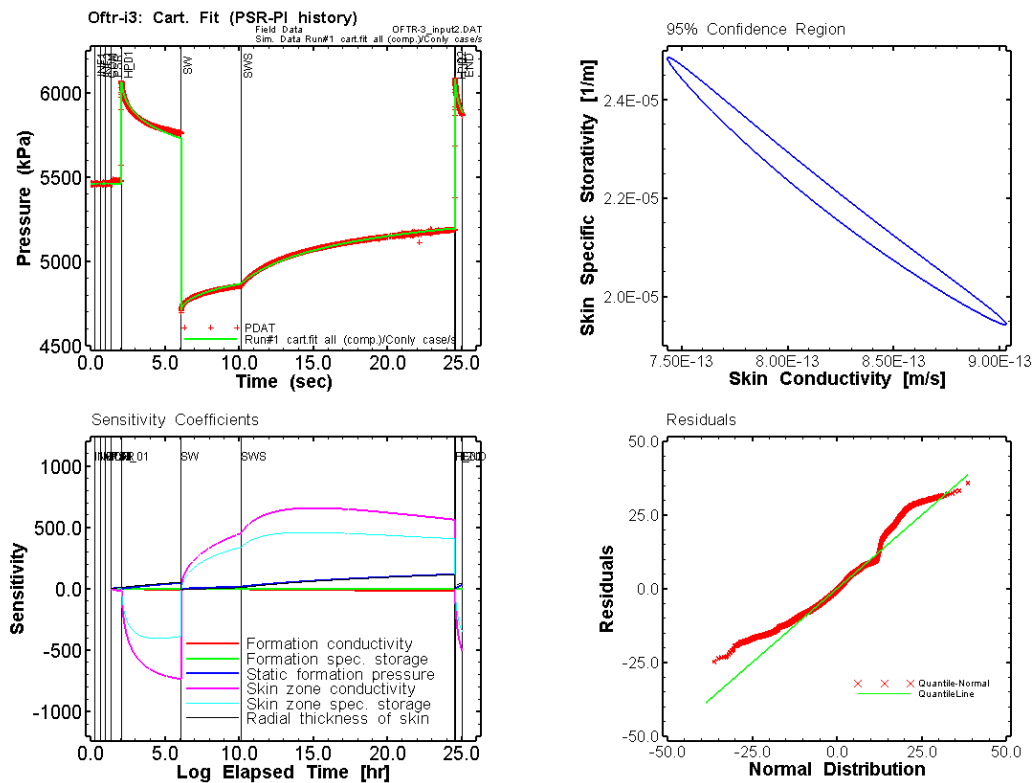 Oftr-i3: Cart. Fit (PSR-PI history)
Field Data OFTR-3_input2.DAT
Sim. Data Run#1 cart.fit all (comp.)/Conly case/s
HP01
SW
SWS
END
6000
5500
5000
4500
Pressure (kPa)
PDAT
Run#1 cart.fit all (comp.)/Conly case/s
0.0 5.0 10.0 15.0 20.0 25.0
Time (sec)
95% Confidence Region
2.4E-05
2.2E-05
2.0E-05
Skin Specific Storativity [1/m]
7.50E-13 8.00E-13 8.50E-13 9.00E-13
Skin Conductivity [m/s]
Sensitivity Coefficients
SW
SWS
1000
500.0
0.0
-500
-1000
Sensitivity
Formation conductivity
Formation spec. storage
Static formation pressure
Skin zone conductivity
Skin zone spec. storage
Radial thickness of skin
0.0 5.0 10.0 15.0 20.0 25.0
Log Elapsed Time [hr]
Residuals
50.0
25.0
0.0
-25.0
-50.0
Residuals
Quantile-Normal
QuantileLine
-50.0 -25.0 0.0 25.0 50.0
Normal Distribution